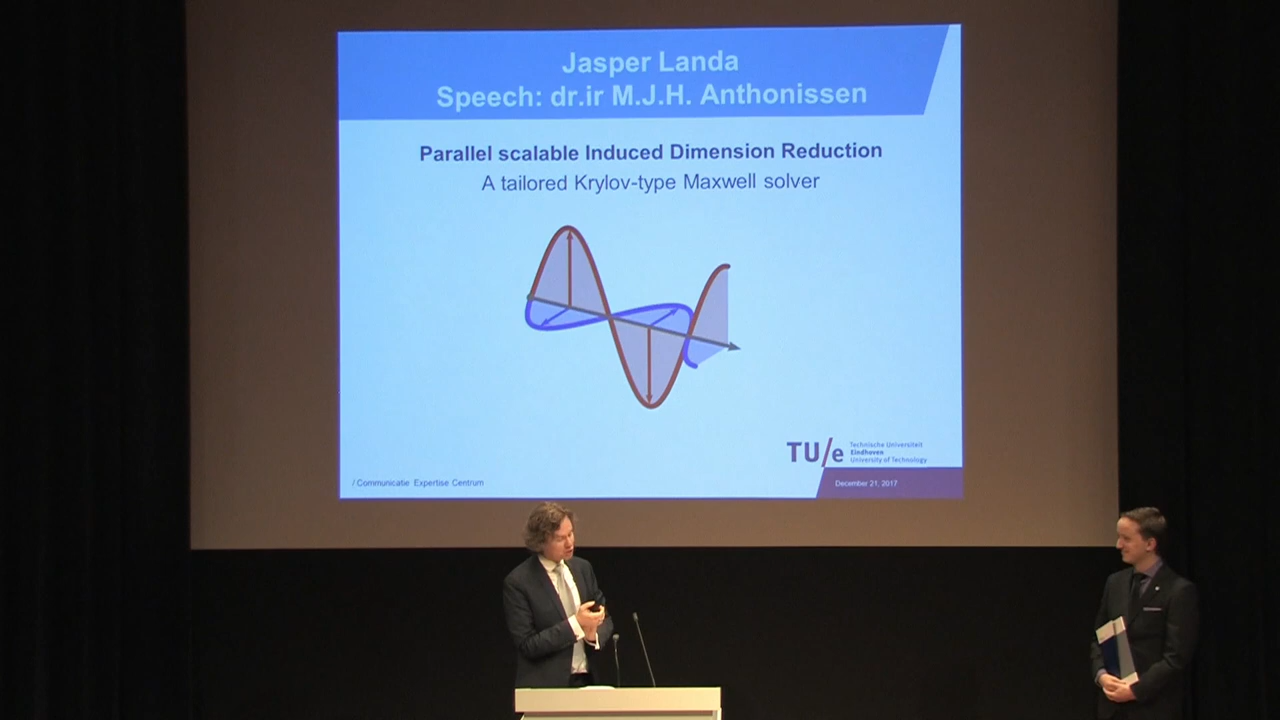 Jasper Landa
Speech: dr.ir M.J.H. Anthonissen
Parallel scalable Induced Dimension Reduction
A tailored Krylov-type Maxwell solver
TU/e
Technische Universiteit
Eindhoven
University of Technology
/ Communicatie Expertise Centrum
December 21, 2017